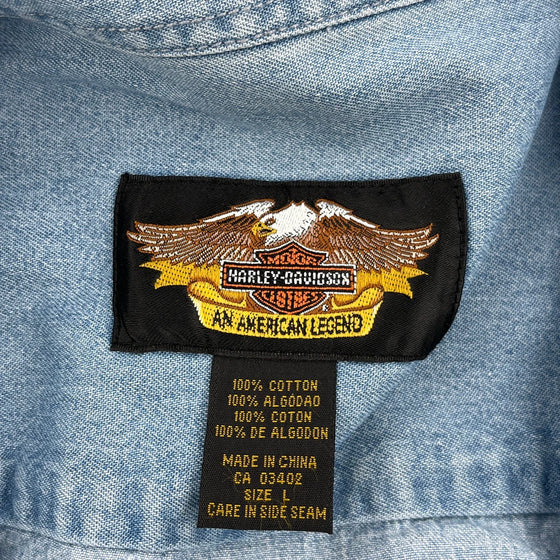 MOTOR
HARLEY-DAVIDSON
CYCLES
®
AN AMERICAN LEGEND
100% COTTON
100% ALGÓDAO
100% COTON
100% DE ALGODON
MADE IN CHINA
CA 03402
SIZE L
CARE IN SIDE SEAM